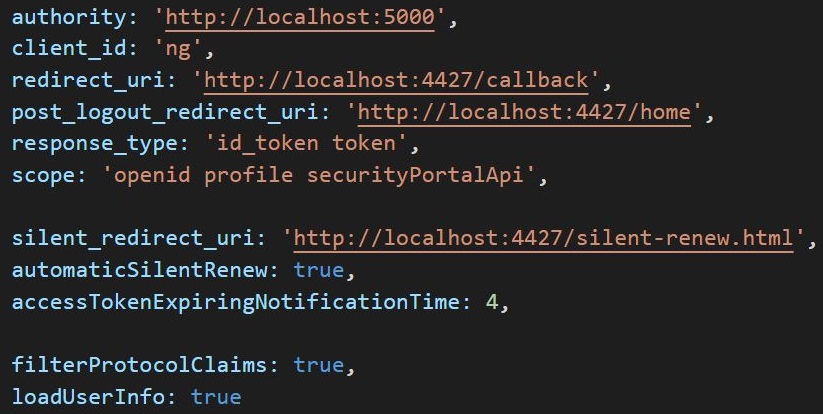 authority: 'http://localhost:5000',
client_id: 'ng',
redirect_uri: 'http://localhost:4427/callback',
post_logout_redirect_uri: 'http://localhost:4427/home',
response_type: 'id_token token',
scope: 'openid profile securityPortalApi',
silent_redirect_uri: 'http://localhost:4427/silent-renew.html',
automaticSilentRenew: true,
accessTokenExpiringNotificationTime: 4,
filterProtocolClaims: true,
loadUserInfo: true